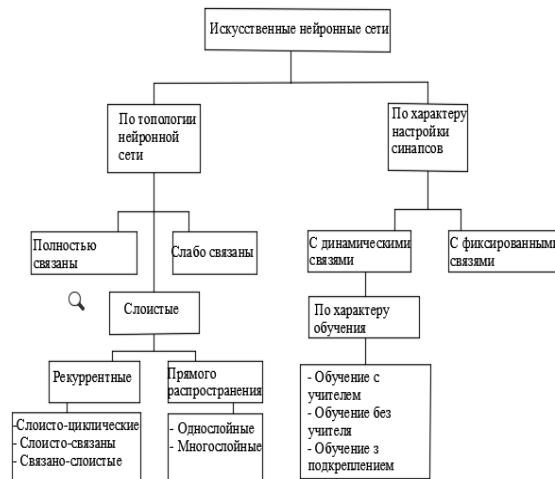 Искусственные нейронные сети
По топологии
нейронной
сети
По характеру
настройки
синапсов
Полностью
связаны
Слабо связаны
С динамическими
связями
С фиксированными
связями
Слоистые
По характеру
обучения
Рекуррентные
Прямого
распространения
-Слоисто-циклические
- Слоисто-связаны
- Связано-слоистые
- Однослойные
- Многослойные
- Обучение с
учителем
- Обучение без
учителя
- Обучение з
подкреплением